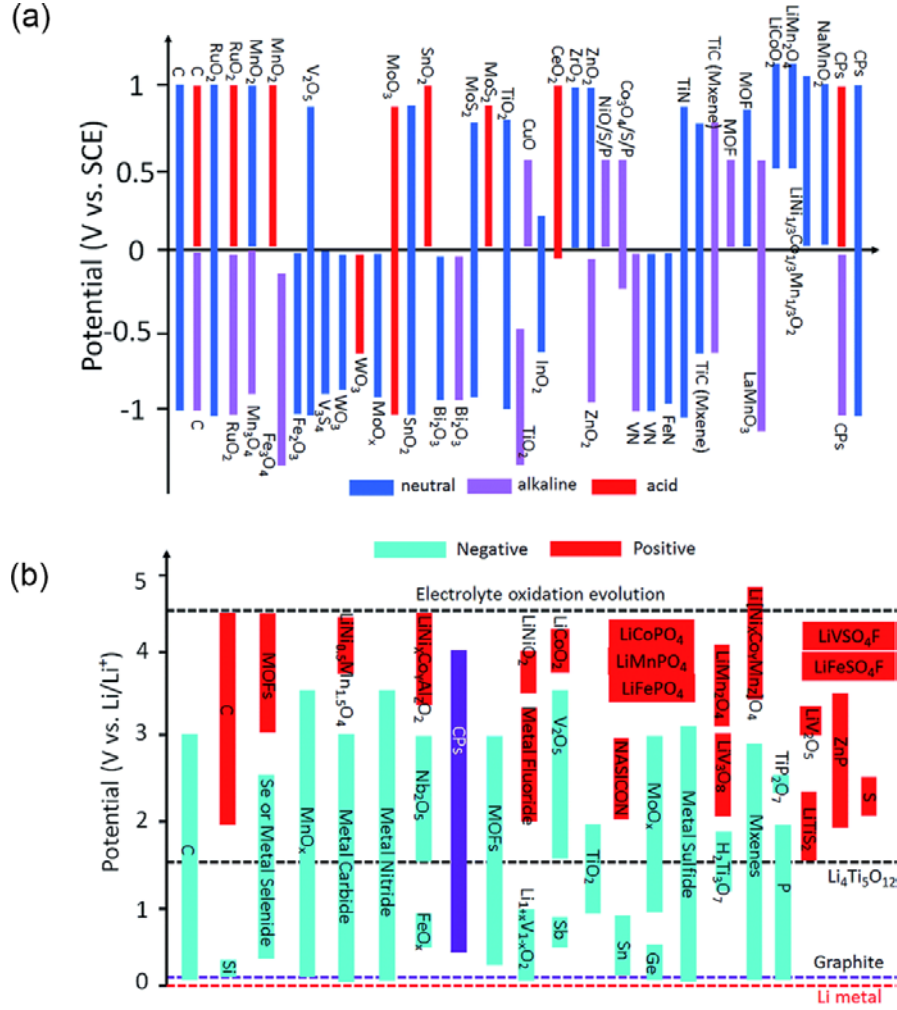 (a)
Potential (V vs. SCE)
1
0.5
0
-0.5
-1
C
C
RuO2
RuO2
MnO2
MnO2
V2O5
MoO3
SnO2
MoS2
MoS2
TiO2
CuO
CeO2
ZrO2
ZnO2
NiO/S/P
Co3O4/S/P
TiN
TiC (Mxene)
MOF
MOF
LiCoO2
LiMn2O4
NaMnO2
CPs
CPs
LiNi1/3Co1/3Mn1/3O2
C
RuO2
Mn3O4
Fe3O4
Fe2O3
V3S4
WO3
WO3
MoOx
SnO2
Bi2O3
Bi2O3
TiO2
InO2
ZnO2
VN
VN
FeN
TiC (Mxene)
LaMnO3
CPs
neutral
alkaline
acid
(b)
Negative
Positive
Potential (V vs. Li/Li+)
5
4
3
2
1
0
Electrolyte oxidation evolution
Li4Ti5O12
Graphite
Li metal
C
Si
C
MOFs
Se or Metal Selenide
MnOx
LiNi0.5Mn1.5O4
Metal Carbide
Metal Nitride
LiNixCoyAlzO2
Nb2O5
FeOx
CPs
MOFs
LiNiO2
Metal Fluoride
Li1+xV1-xO2
LiCoO2
V2O5
Sb
TiO2
LiCoPO4
LiMnPO4
LiFePO4
NASICON
Sn
MoOx
Ge
Metal Sulfide
LiMn2O4
LiV3O8
H2Ti3O7
Li[NixCoyMnz]O4
Mxenes
TiP2O7
P
LiV2O5
LiTiS2
ZnP
LiVSO4F
LiFeSO4F
S